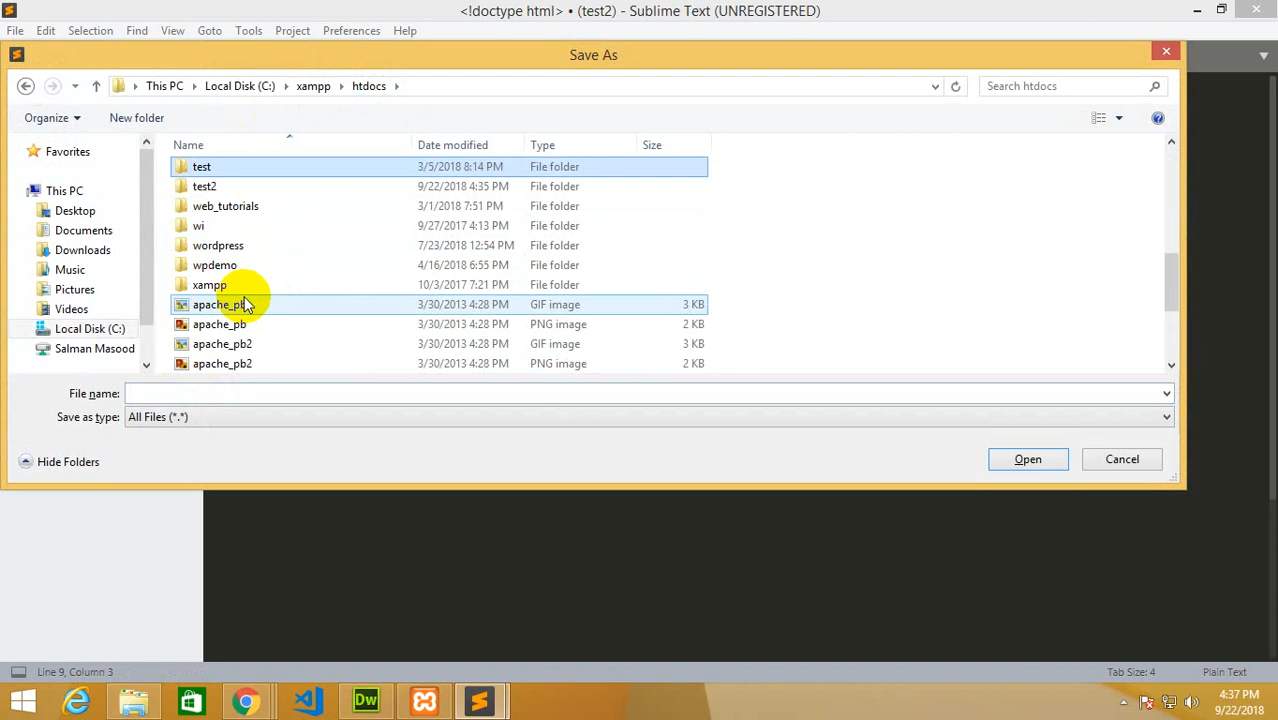 <!doctype html> • (test2) - Sublime Text (UNREGISTERED)
File Edit Selection Find View Goto Tools Project Preferences Help
Save As
This PC Local Disk (C:) xampp htdocs Search htdocs
Organize New folder
Name Date modified Type Size
Favorites
This PC
Desktop
Documents
Downloads
Music
Pictures
Videos
Local Disk (C:)
Salman Masood
test 3/5/2018 8:14 PM File folder
test2 9/22/2018 4:35 PM File folder
web_tutorials 3/1/2018 7:51 PM File folder
wi 9/27/2017 4:13 PM File folder
wordpress 7/23/2018 12:54 PM File folder
wpdemo 4/16/2018 6:55 PM File folder
xampp 10/3/2017 7:21 PM File folder
apache_pb 3/30/2013 4:28 PM GIF image 3 KB
apache_pb 3/30/2013 4:28 PM PNG image 2 KB
apache_pb2 3/30/2013 4:28 PM GIF image 3 KB
apache_pb2 3/30/2013 4:28 PM PNG image 2 KB
File name:
Save as type: All Files (*.*)
Hide Folders Open Cancel
Line 9, Column 3 Tab Size: 4 Plain Text
Dw
4:37 PM
9/22/2018